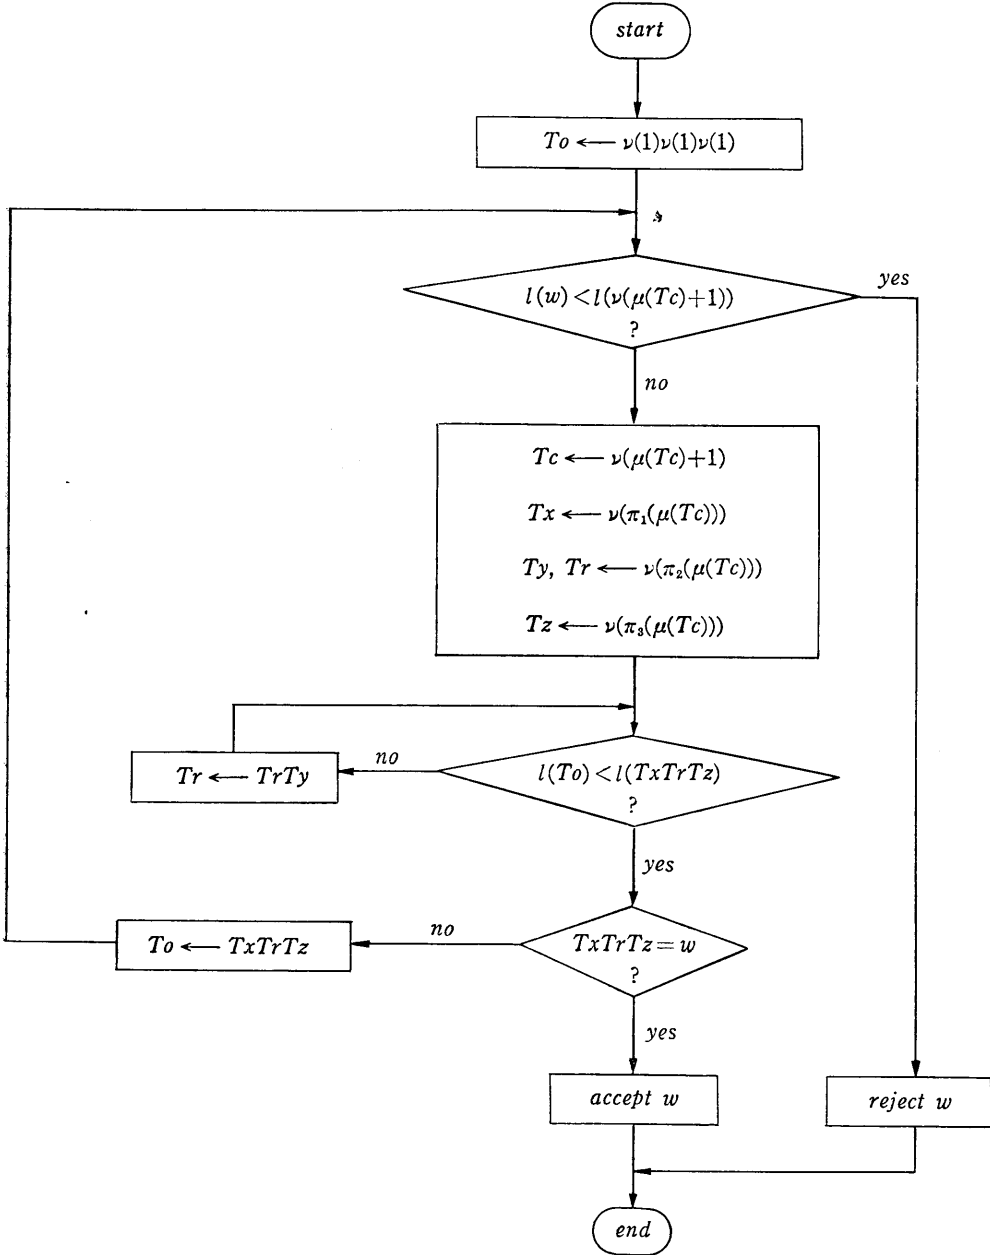 start
To ← ν(1)ν(1)ν(1)
l(w) < l(ν(μ(Tc)+1))
?
yes
no
Tc ← ν(μ(Tc)+1)
Tx ← ν(π₁(μ(Tc)))
Ty, Tr ← ν(π₂(μ(Tc)))
Tz ← ν(π₃(μ(Tc)))
l(To) < l(TxTrTz)
?
no
Tr ← TrTy
yes
TxTrTz = w
?
no
To ← TxTrTz
yes
accept w
reject w
end